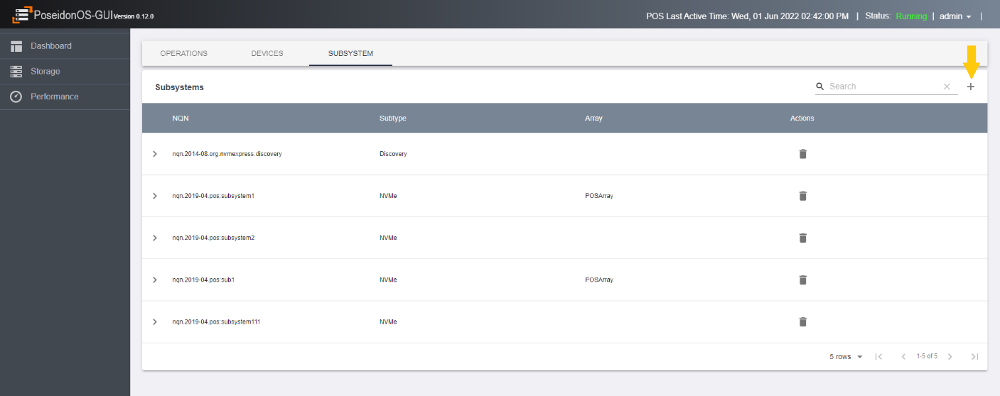 PoseidonOS-GUI Version 0.12.0
POS Last Active Time: Wed, 01 Jun 2022 02:42:00 PM | Status: Running | admin |
Dashboard
Storage
Performance
OPERATIONS DEVICES SUBSYSTEM
Subsystems Search
NQN Subtype Array Actions
nqn.2014-08.org.nvmexpress.discovery Discovery
nqn.2019-04.pos:subsystem1 NVMe POSArray
nqn.2019-04.pos:subsystem2 NVMe
nqn.2019-04.pos:sub1 NVMe POSArray
nqn.2019-04.pos:subsystem111 NVMe
5 rows 1-5 of 5